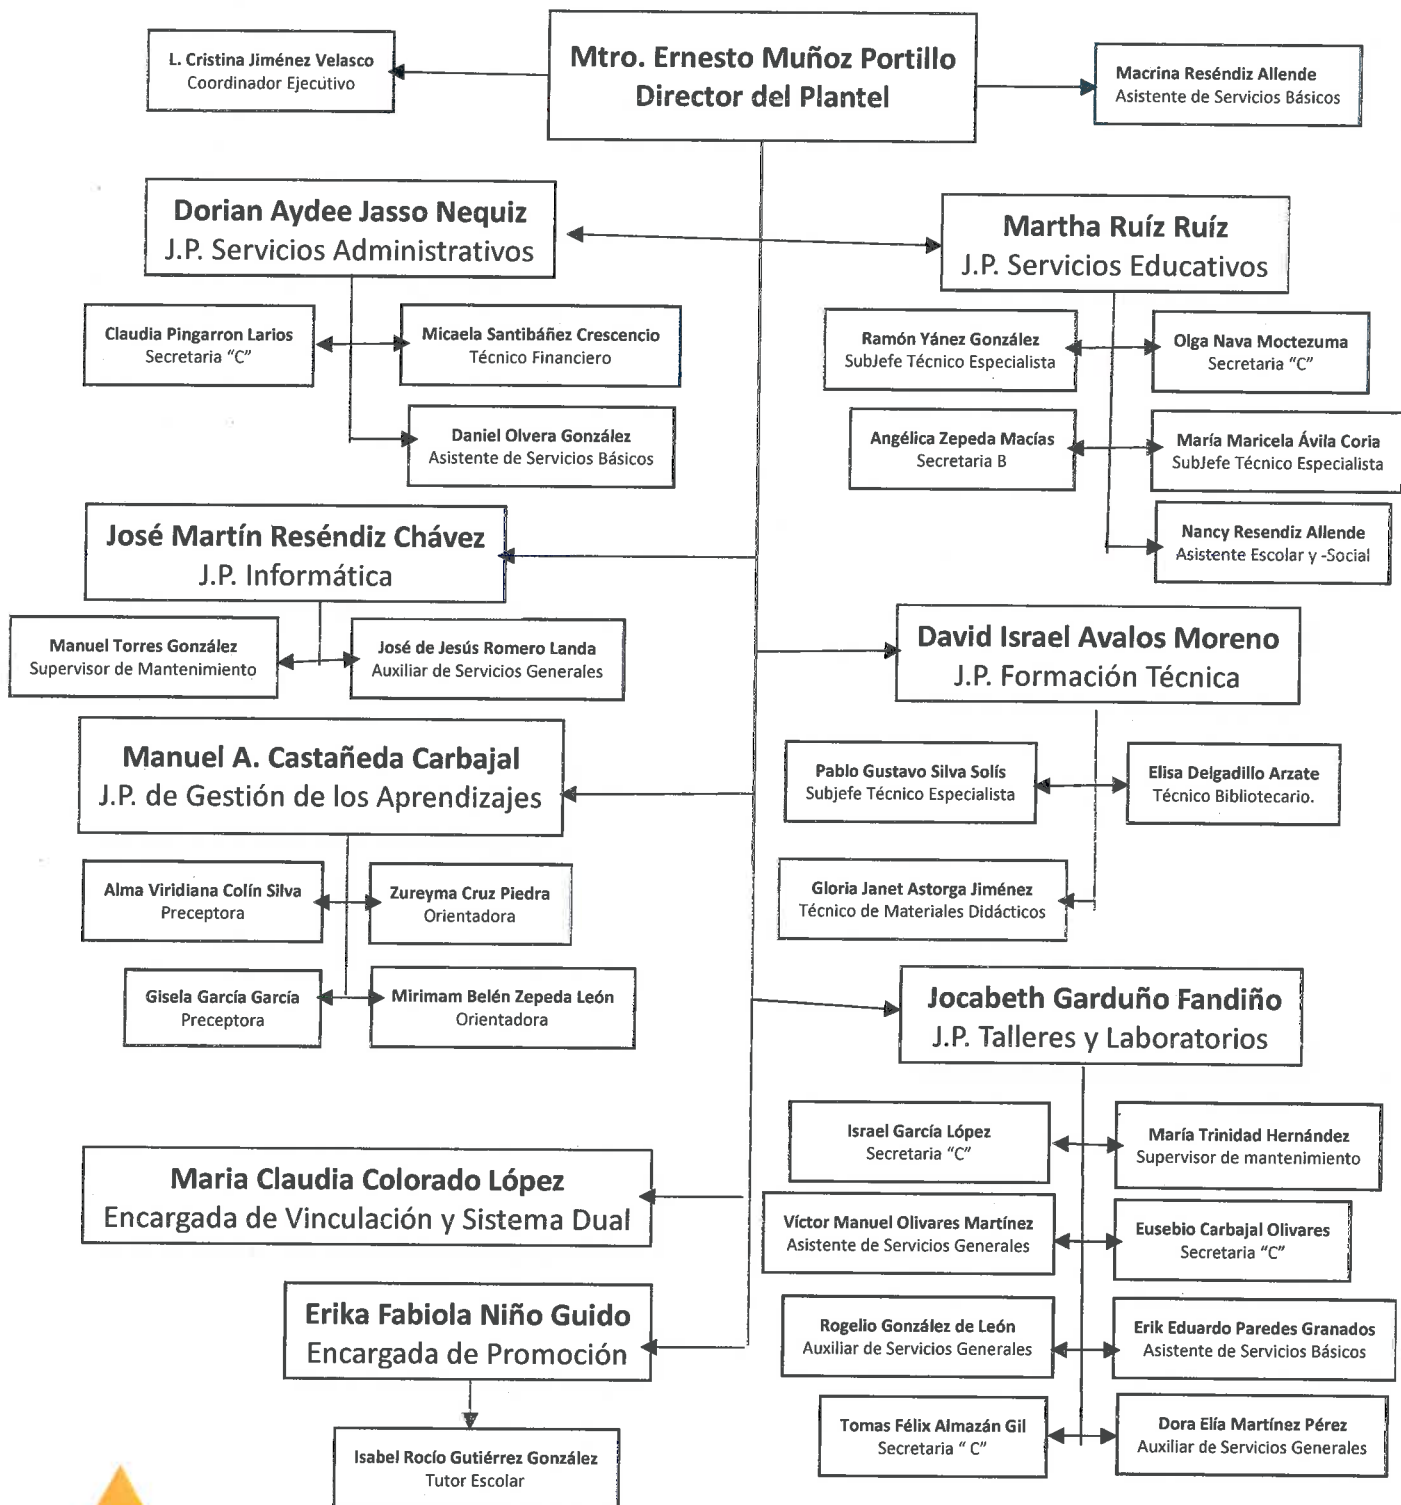 L. Cristina Jiménez Velasco
Coordinador Ejecutivo
Mtro. Ernesto Muñoz Portillo
Director del Plantel
Macrina Reséndiz Allende
Asistente de Servicios Básicos
Dorian Aydee Jasso Nequiz
J.P. Servicios Administrativos
Martha Ruíz Ruíz
J.P. Servicios Educativos
Claudia Pingarron Larios
Secretaria "C"
Micaela Santibáñez Crescencio
Técnico Financiero
Daniel Olvera González
Asistente de Servicios Básicos
Ramón Yánez González
SubJefe Técnico Especialista
Olga Nava Moctezuma
Secretaria "C"
Angélica Zepeda Macías
Secretaria B
María Maricela Ávila Coria
SubJefe Técnico Especialista
Nancy Resendiz Allende
Asistente Escolar y -Social
José Martín Reséndiz Chávez
J.P. Informática
Manuel Torres González
Supervisor de Mantenimiento
José de Jesús Romero Landa
Auxiliar de Servicios Generales
David Israel Avalos Moreno
J.P. Formación Técnica
Pablo Gustavo Silva Solís
Subjefe Técnico Especialista
Elisa Delgadillo Arzate
Técnico Bibliotecario.
Gloria Janet Astorga Jiménez
Técnico de Materiales Didácticos
Manuel A. Castañeda Carbajal
J.P. de Gestión de los Aprendizajes
Alma Viridiana Colín Silva
Preceptora
Zureyma Cruz Piedra
Orientadora
Gisela García García
Preceptora
Mirimam Belén Zepeda León
Orientadora
Jocabeth Garduño Fandiño
J.P. Talleres y Laboratorios
Israel García López
Secretaria "C"
María Trinidad Hernández
Supervisor de mantenimiento
Víctor Manuel Olivares Martínez
Asistente de Servicios Generales
Eusebio Carbajal Olivares
Secretaria "C"
Rogelio González de León
Auxiliar de Servicios Generales
Erik Eduardo Paredes Granados
Asistente de Servicios Básicos
Tomas Félix Almazán Gil
Secretaria " C"
Dora Elía Martínez Pérez
Auxiliar de Servicios Generales
Maria Claudia Colorado López
Encargada de Vinculación y Sistema Dual
Erika Fabiola Niño Guido
Encargada de Promoción
Isabel Rocío Gutiérrez González
Tutor Escolar